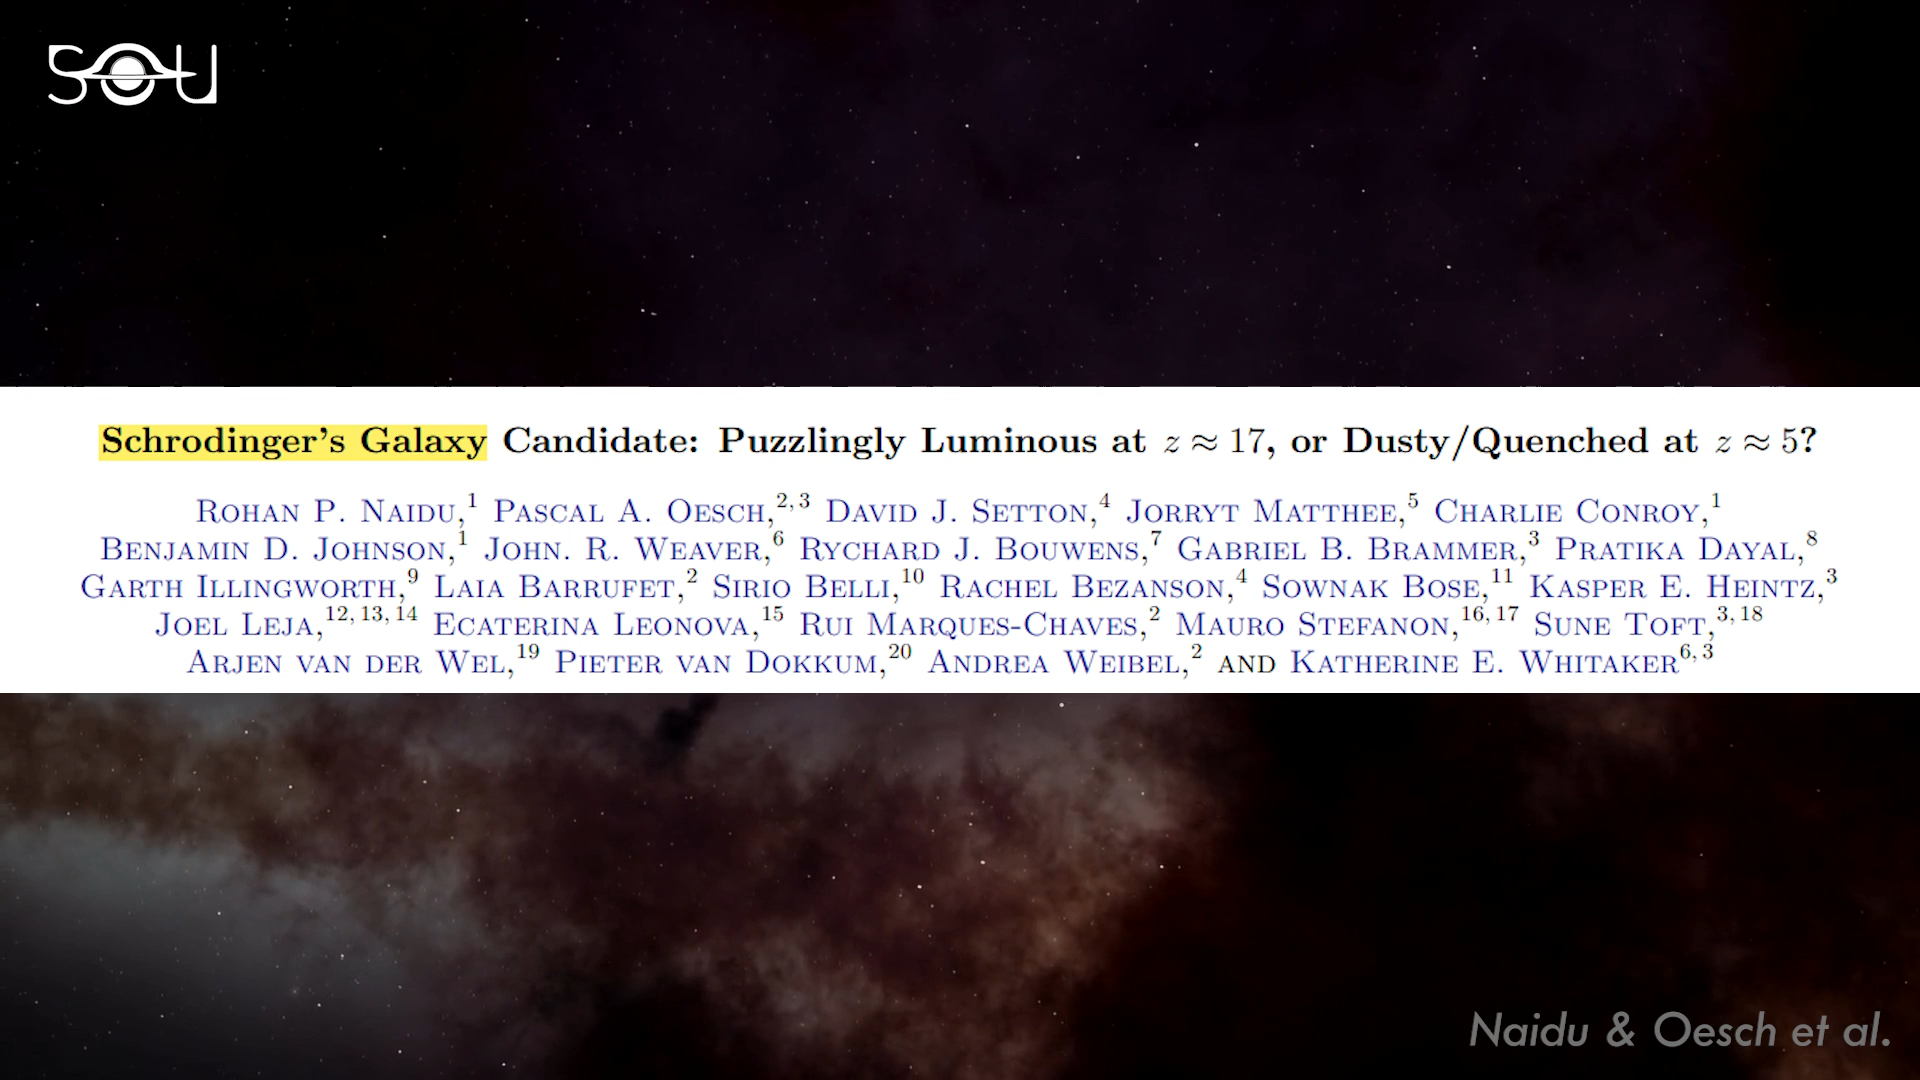 SOU
Schrodinger's Galaxy Candidate: Puzzlingly Luminous at z ≈ 17, or Dusty/Quenched at z ≈ 5?
Rohan P. Naidu,1 Pascal A. Oesch,2,3 David J. Setton,4 Jorryt Matthee,5 Charlie Conroy,1
Benjamin D. Johnson,1 John. R. Weaver,6 Rychard J. Bouwens,7 Gabriel B. Brammer,3 Pratika Dayal,8
Garth Illingworth,9 Laia Barrufet,2 Sirio Belli,10 Rachel Bezanson,4 Sownak Bose,11 Kasper E. Heintz,3
Joel Leja,12,13,14 Ecaterina Leonova,15 Rui Marques-Chaves,2 Mauro Stefanon,16,17 Sune Toft,3,18
Arjen van der Wel,19 Pieter van Dokkum,20 Andrea Weibel,2 and Katherine E. Whitaker6,3
Naidu & Oesch et al.